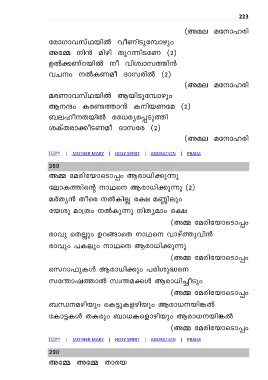 223
(അമല മനോഹരി
രോഗാവസ്ഥയിൽ വീണിടുമ്പോഴും
അമ്മേ നിൻ മിഴി തുറന്നിടണേ (2)
ഉൽക്കണ്ഠയിൽ നീ വിശ്വാസത്തിൻ
വചനം നൽകണമീ ദാസരിൽ (2)
(അമല മനോഹരി
മരണാവസ്ഥയിൽ ആയിടുമ്പോഴും
ആനന്ദം കണ്ടെത്താൻ കനിയണമേ (2)
ബലഹീനതയിൽ ധൈര്യപ്പെടുത്തി
ശക്തരാക്കീടണമീ ദാസരേ (2)
(അമല മനോഹരി
TOP^ | MOTHER MARY | HOLY SPIRIT | ADORATION | PRAISE
289
അമ്മ മേരിയോടൊപ്പം ആരാധിക്കുന്നു
ലോകത്തിന്റെ നാഥനെ ആരാധിക്കുന്നു (2)
മർത്യൻ തീരെ നൽകില്ല രക്ഷ മണ്ണിലും
യേശു മാത്രം നൽകുന്നു നിത്യമാം രക്ഷ
(അമ്മ മേരിയോടൊപ്പം
രാവു തെല്ലും ഉറങ്ങാതെ നാഥനെ വാഴ്ത്തുവിൻ
രാവും പകലും നാഥനെ ആരാധിക്കുന്നു
(അമ്മ മേരിയോടൊപ്പം
സെറാഫുകൾ ആരാധിക്കും പരിശുദ്ധനെ
സന്തോഷത്താൽ സ്വന്തമക്കൾ ആരാധിച്ചീടും
(അമ്മ മേരിയോടൊപ്പം
ബന്ധനമഴിയും കെട്ടുകളഴിയും ആരാധനയിങ്കൽ
കോട്ടകൾ തകരും ബാധകളൊഴിയും ആരാധനയിങ്കൽ
(അമ്മ മേരിയോടൊപ്പം
TOP^ | MOTHER MARY | HOLY SPIRIT | ADORATION | PRAISE
290
അമ്മേ അമ്മേ തായെ